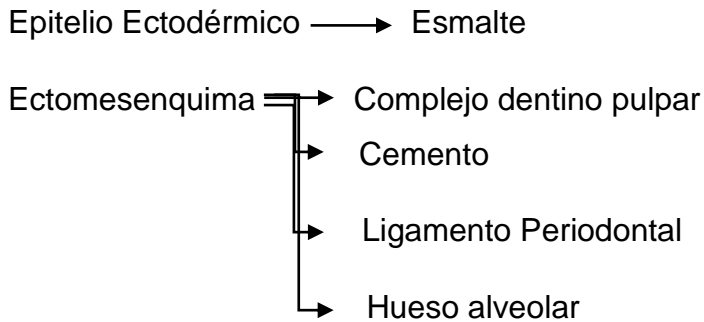 Epitelio Ectodérmico Esmalte
Ectomesenquima Complejo dentino pulpar
Cemento
Ligamento Periodontal
Hueso alveolar